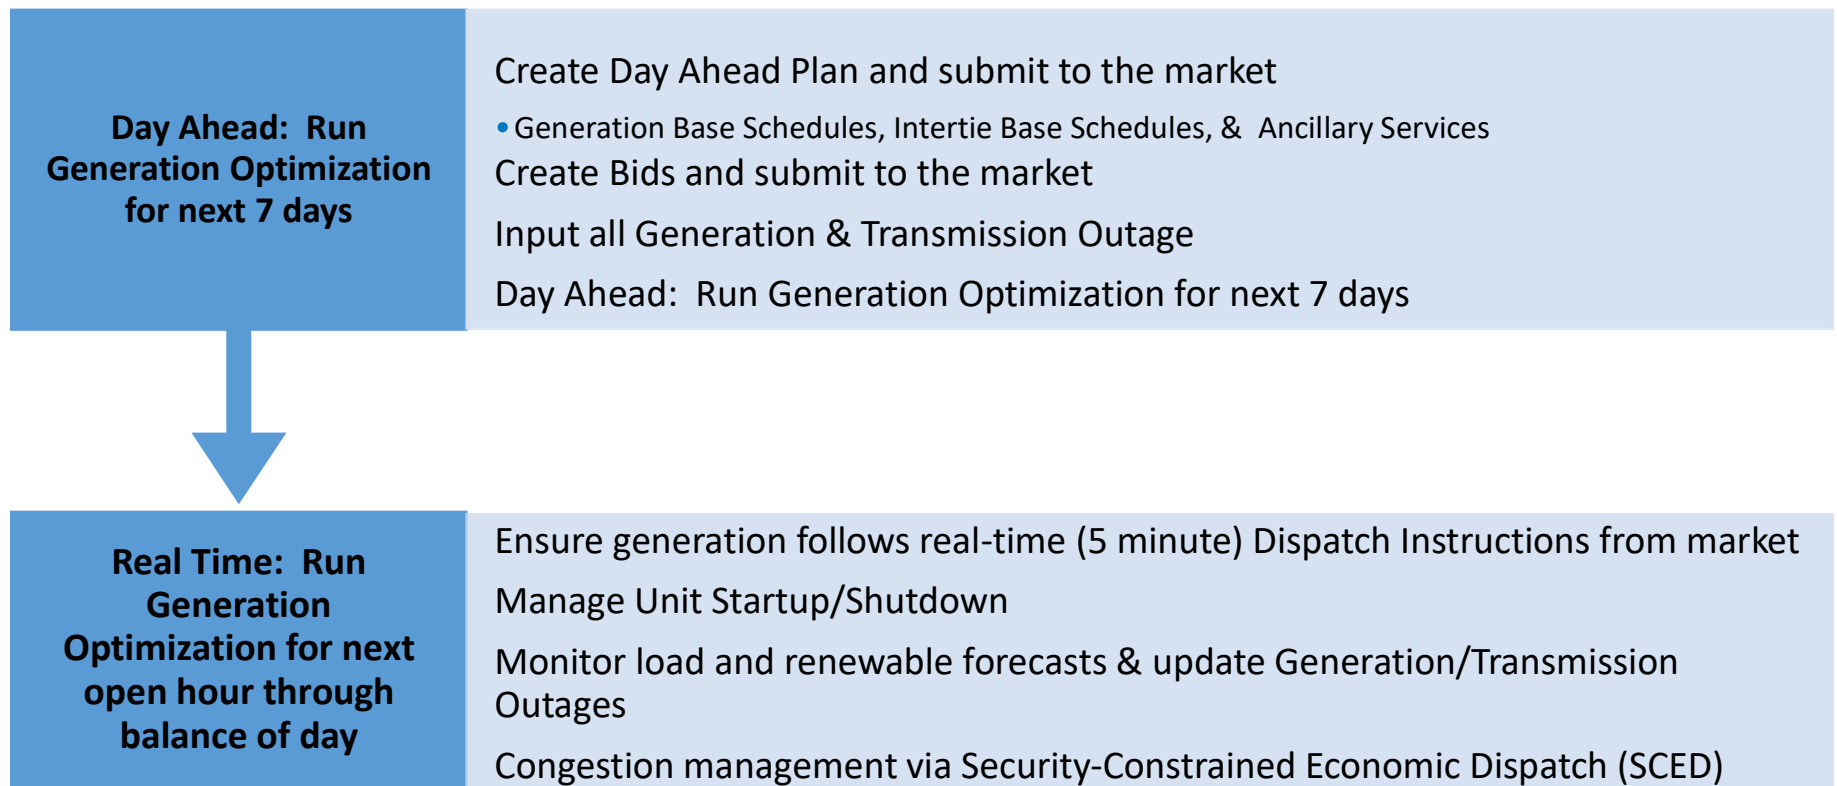 Day Ahead:  Run
Generation Optimization
for next 7 days
Create Day Ahead Plan and submit to the market
•Generation Base Schedules, Intertie Base Schedules, &  Ancillary Services
Create Bids and submit to the market
Input all Generation & Transmission Outage
Day Ahead:  Run Generation Optimization for next 7 days
Real Time:  Run
Generation
Optimization for next
open hour through
balance of day
Ensure generation follows real-time (5 minute) Dispatch Instructions from market
Manage Unit Startup/Shutdown
Monitor load and renewable forecasts & update Generation/Transmission
Outages
Congestion management via Security-Constrained Economic Dispatch (SCED)